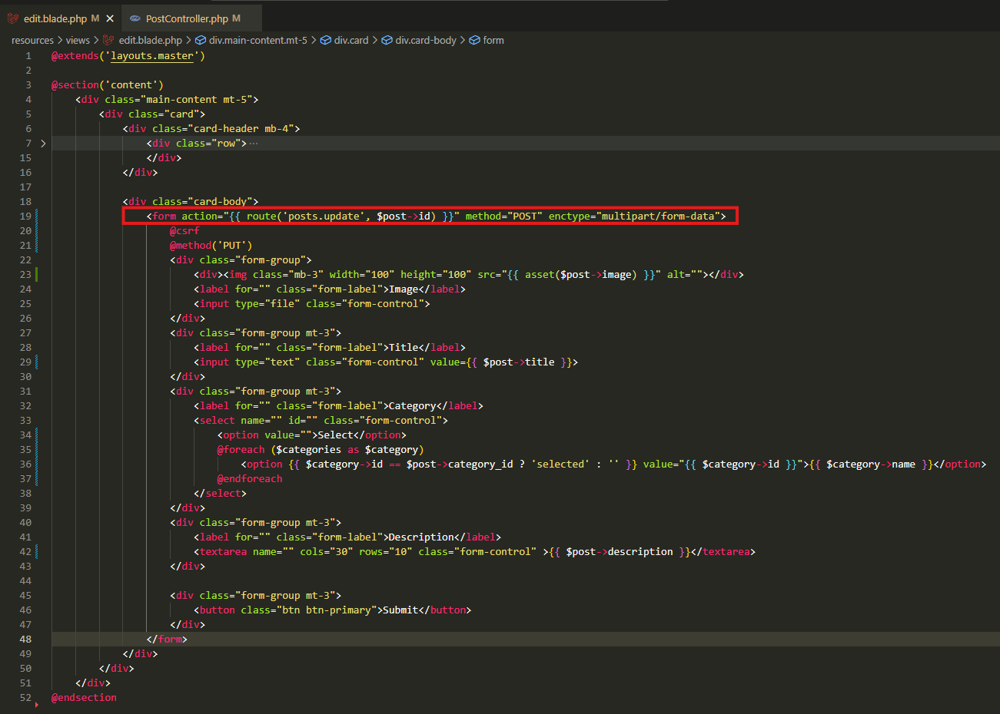 edit.blade.php M ✕ PostController.php M
resources > views > edit.blade.php > div.main-content.mt-5 > div.card > div.card-body > form
1 @extends('layouts.master')
2
3 @section('content')
4 <div class="main-content mt-5">
5 <div class="card">
6 <div class="card-header mb-4">
7 > <div class="row">···
15 </div>
16 </div>
17
18 <div class="card-body">
19 <form action="{{ route('posts.update', $post->id) }}" method="POST" enctype="multipart/form-data">
20 @csrf
21 @method('PUT')
22 <div class="form-group">
23 <div><img class="mb-3" width="100" height="100" src="{{ asset($post->image) }}" alt=""></div>
24 <label for="" class="form-label">Image</label>
25 <input type="file" class="form-control">
26 </div>
27 <div class="form-group mt-3">
28 <label for="" class="form-label">Title</label>
29 <input type="text" class="form-control" value={{ $post->title }}>
30 </div>
31 <div class="form-group mt-3">
32 <label for="" class="form-label">Category</label>
33 <select name="" id="" class="form-control">
34 <option value="">Select</option>
35 @foreach ($categories as $category)
36 <option {{ $category->id == $post->category_id ? 'selected' : '' }} value="{{ $category->id }}">{{ $category->name }}</option>
37 @endforeach
38 </select>
39 </div>
40 <div class="form-group mt-3">
41 <label for="" class="form-label">Description</label>
42 <textarea name="" cols="30" rows="10" class="form-control" >{{ $post->description }}</textarea>
43 </div>
44
45 <div class="form-group mt-3">
46 <button class="btn btn-primary">Submit</button>
47 </div>
48 </form>
49 </div>
50 </div>
51 </div>
52 @endsection